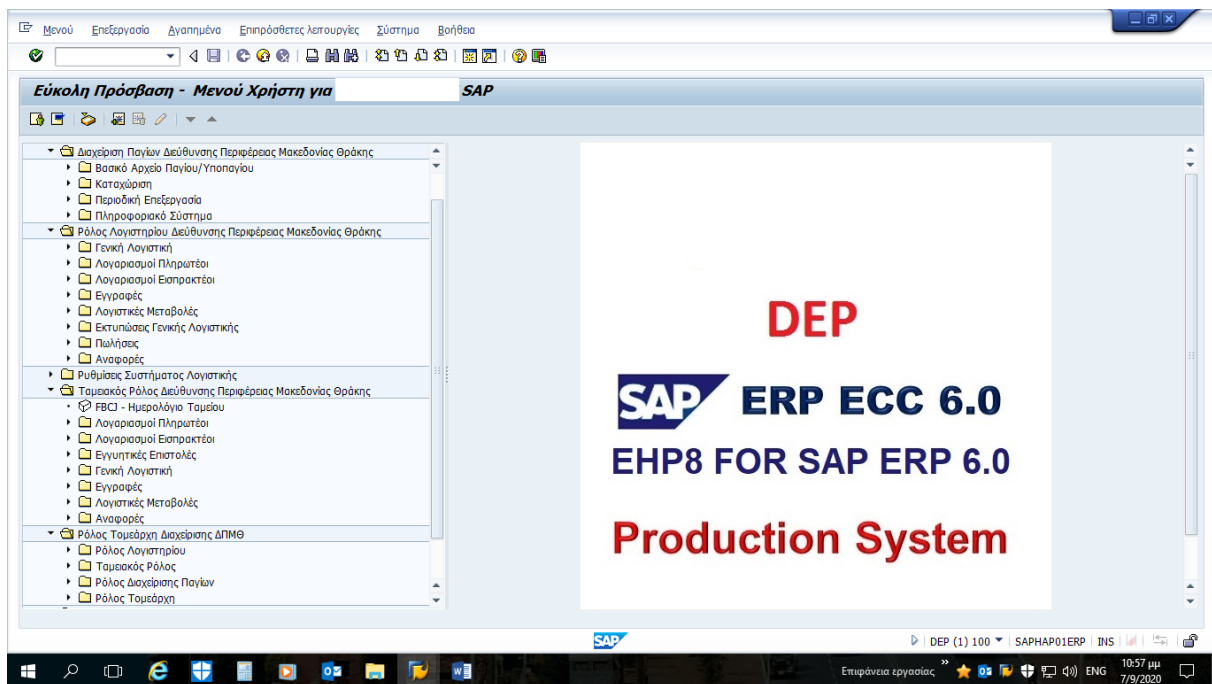 Μενού Επεξεργασία Αγαπημένα Επιπρόσθετες λειτουργίες Σύστημα Βοήθεια
Εύκολη Πρόσβαση - Μενού Χρήστη για SAP
Διαχείριση Παγίων Διεύθυνσης Περιφέρειας Μακεδονίας Θράκης
Βασικό Αρχείο Παγίου/Υποπαγίου
Καταχώριση
Περιοδική Επεξεργασία
Πληροφοριακό Σύστημα
Ρόλος Λογιστηρίου Διεύθυνσης Περιφέρειας Μακεδονίας Θράκης
Γενική Λογιστική
Λογαριασμοί Πληρωτέοι
Λογαριασμοί Εισπρακτέοι
Εγγραφές
Λογιστικές Μεταβολές
Εκτυπώσεις Γενικής Λογιστικής
Πωλήσεις
Αναφορές
Ρυθμίσεις Συστήματος Λογιστικής
Ταμειακός Ρόλος Διεύθυνσης Περιφέρειας Μακεδονίας Θράκης
FBCJ - Ημερολόγιο Ταμείου
Λογαριασμοί Πληρωτέοι
Λογαριασμοί Εισπρακτέοι
Εγγυητικές Επιστολές
Γενική Λογιστική
Εγγραφές
Λογιστικές Μεταβολές
Αναφορές
Ρόλος Τομεάρχη Διαχείρισης ΔΠΜΘ
Ρόλος Λογιστηρίου
Ταμειακός Ρόλος
Ρόλος Διαχείρισης Παγίων
Ρόλος Τομεάρχη
DEP
SAP ERP ECC 6.0
EHP8 FOR SAP ERP 6.0
Production System
SAP
DEP (1) 100 SAPHAP01ERP INS
Επιφάνεια εργασίας ENG 10:57 μμ
7/9/2020